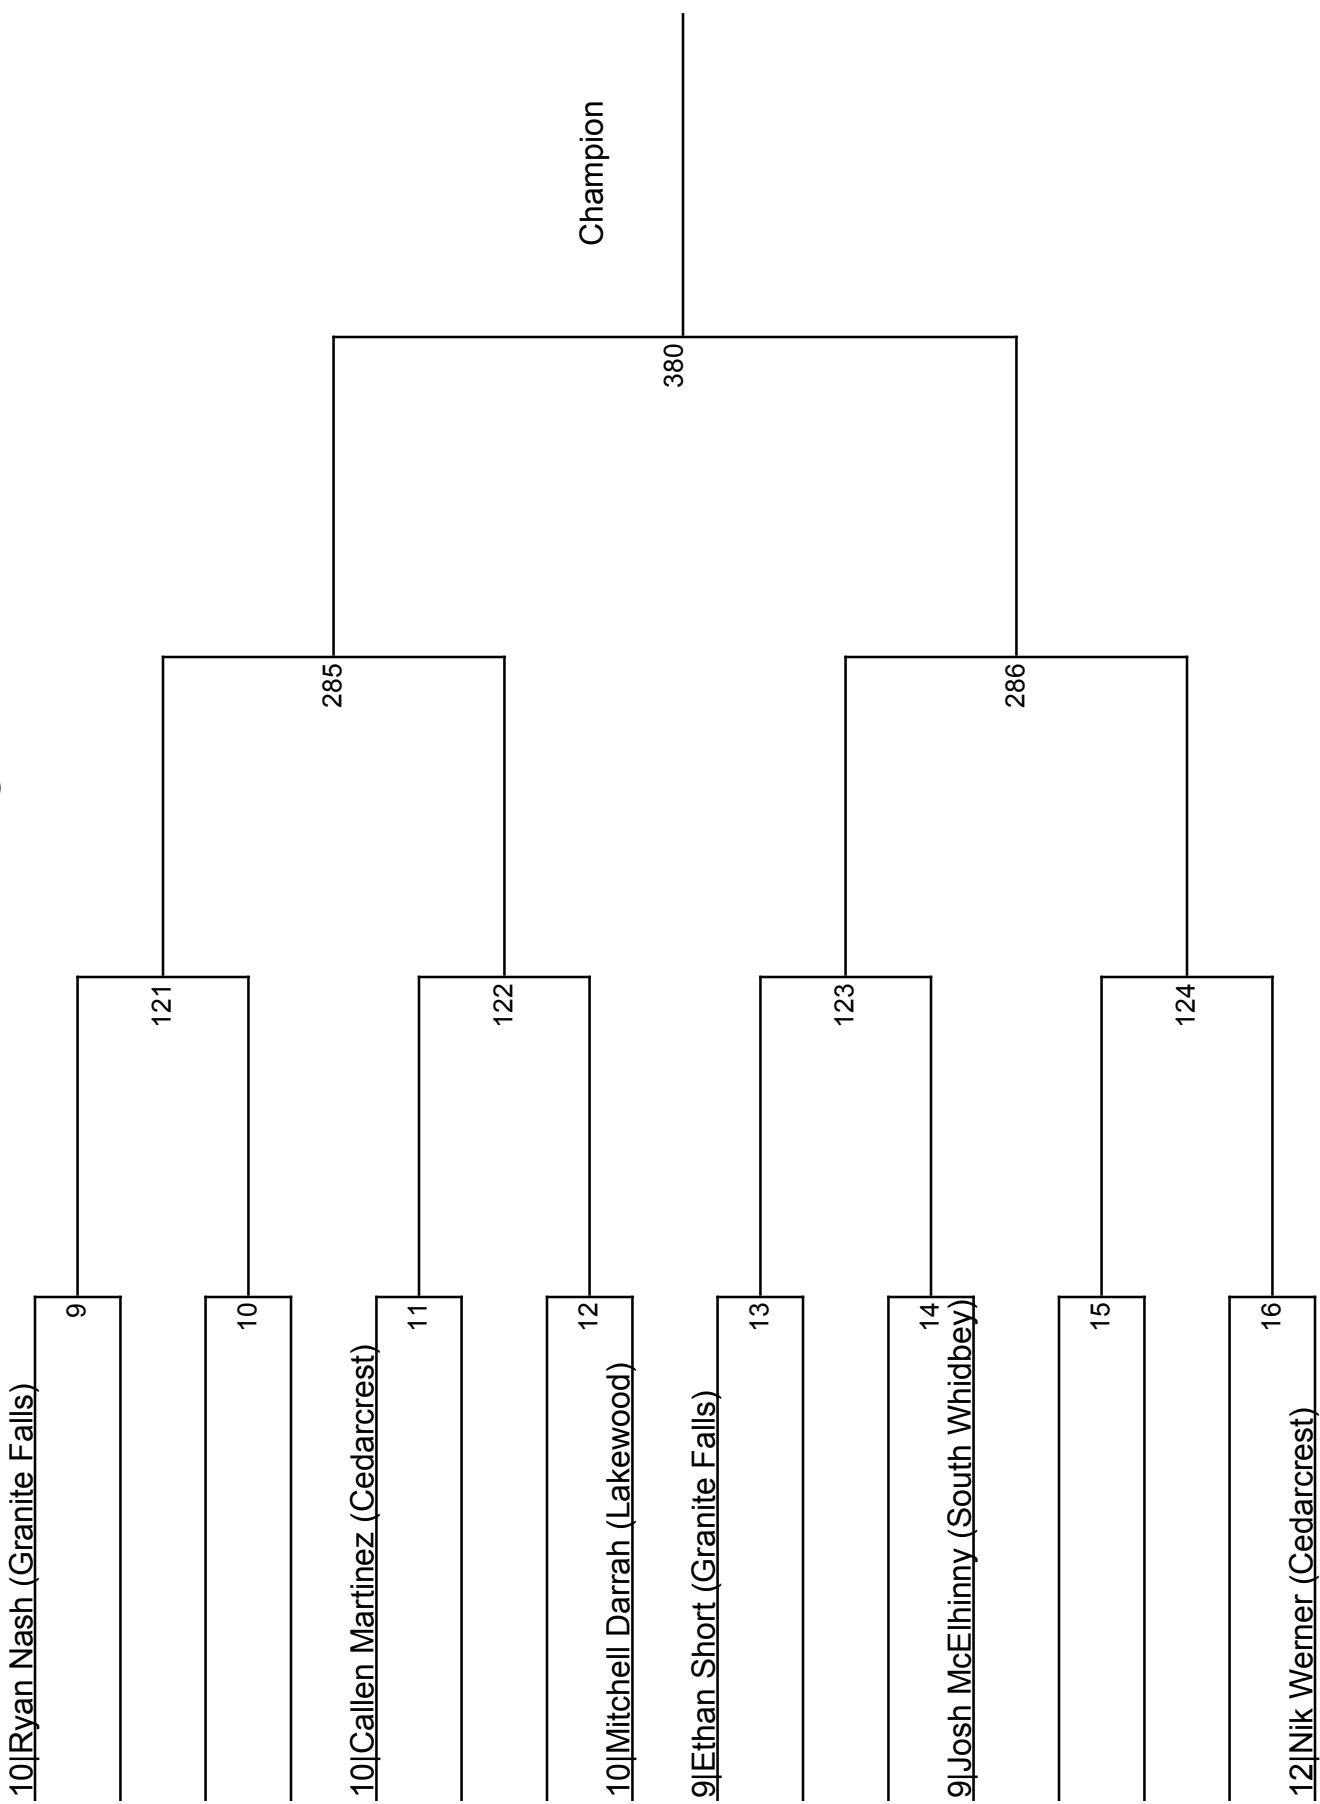 10|Ryan Nash (Granite Falls)
9
10
10|Callen Martinez (Cedarcrest)
11
12
10|Mitchell Darrah (Lakewood)
9|Ethan Short (Granite Falls)
13
14
9|Josh McElhinny (South Whidbey)
15
16
12|Nik Werner (Cedarcrest)
121
122
123
124
285
286
380
Champion